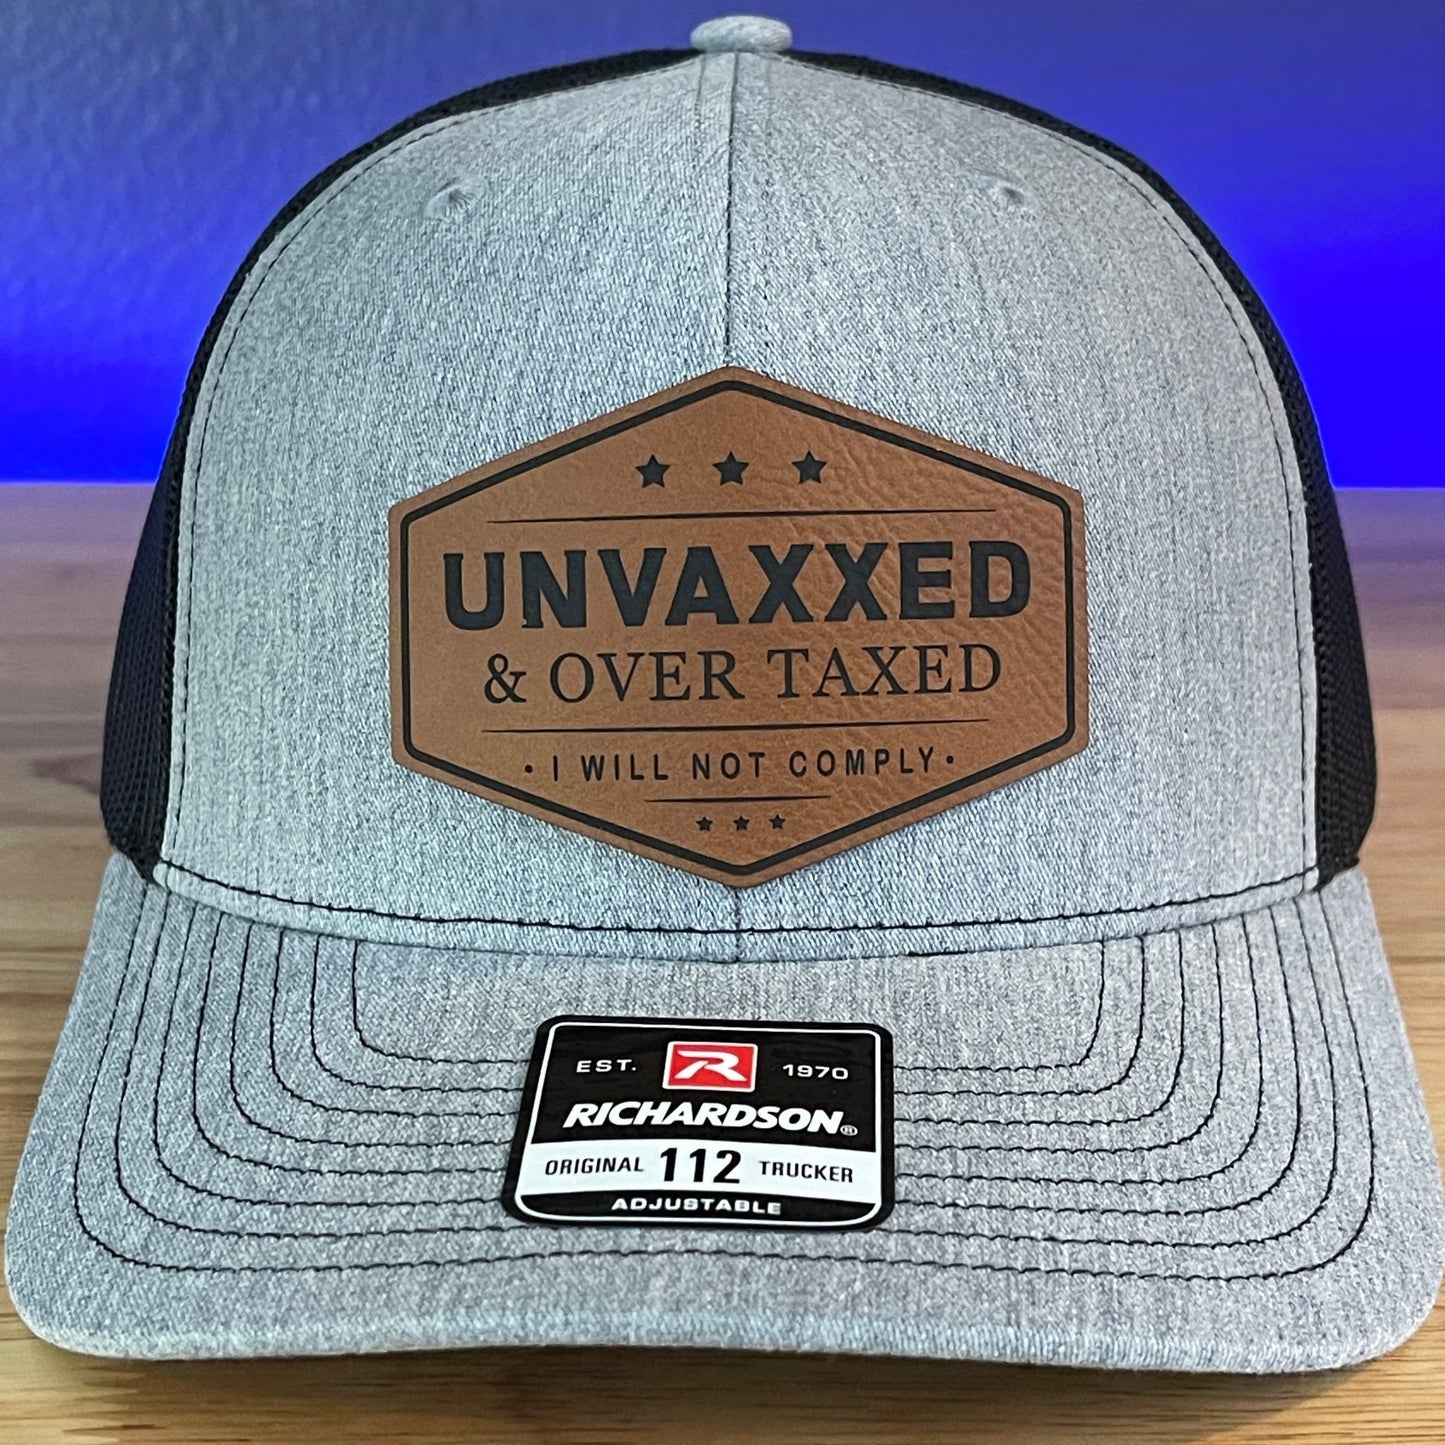 UNVAXXED
& OVER TAXED
· I WILL NOT COMPLY ·
EST. R 1970
RICHARDSON®
ORIGINAL 112 TRUCKER
ADJUSTABLE